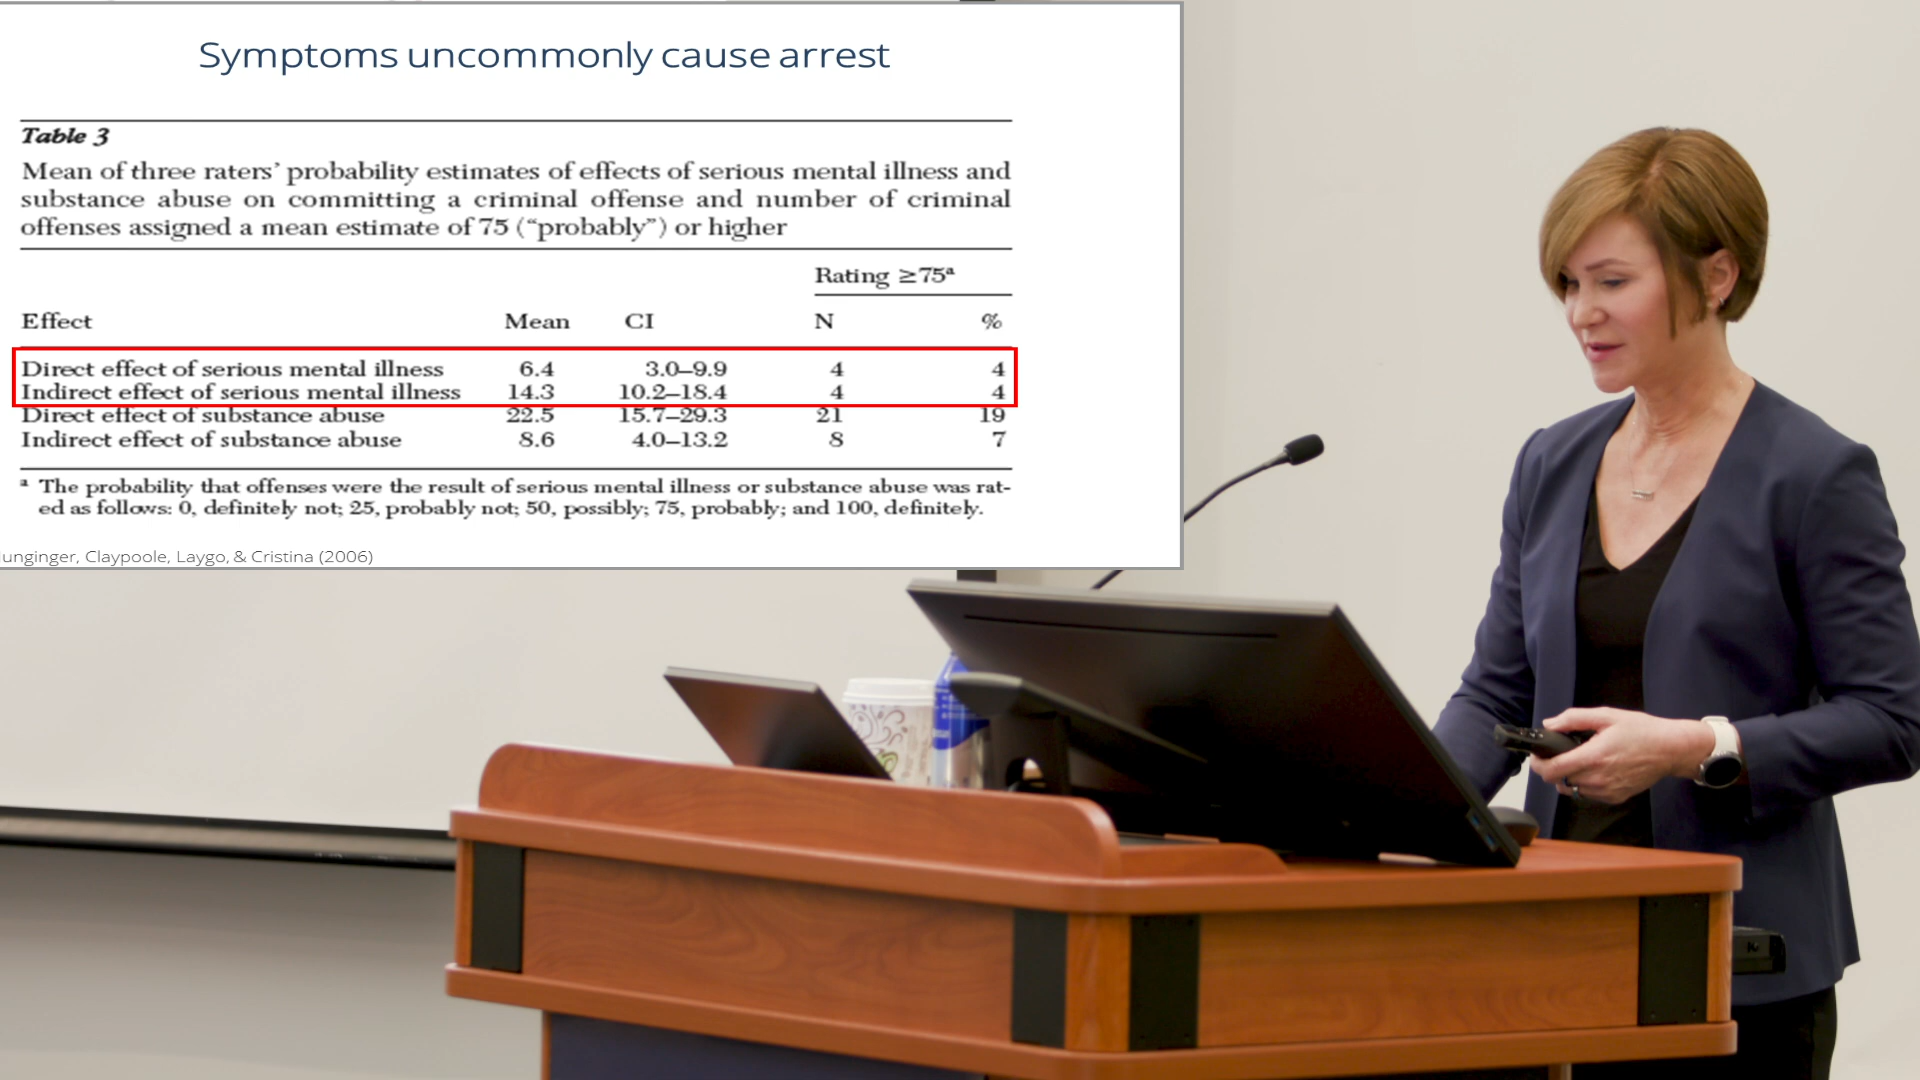 Symptoms uncommonly cause arrest
Table 3
Mean of three raters’ probability estimates of effects of serious mental illness and
substance abuse on committing a criminal offense and number of criminal
offenses assigned a mean estimate of 75 (“probably”) or higher
Rating ≥75ª
Effect Mean CI N %
Direct effect of serious mental illness 6.4 3.0–9.9 4 4
Indirect effect of serious mental illness 14.3 10.2–18.4 4 4
Direct effect of substance abuse 22.5 15.7–29.3 21 19
Indirect effect of substance abuse 8.6 4.0–13.2 8 7
ª The probability that offenses were the result of serious mental illness or substance abuse was rat-
ed as follows: 0, definitely not; 25, probably not; 50, possibly; 75, probably; and 100, definitely.
unginger, Claypoole, Laygo, & Cristina (2006)